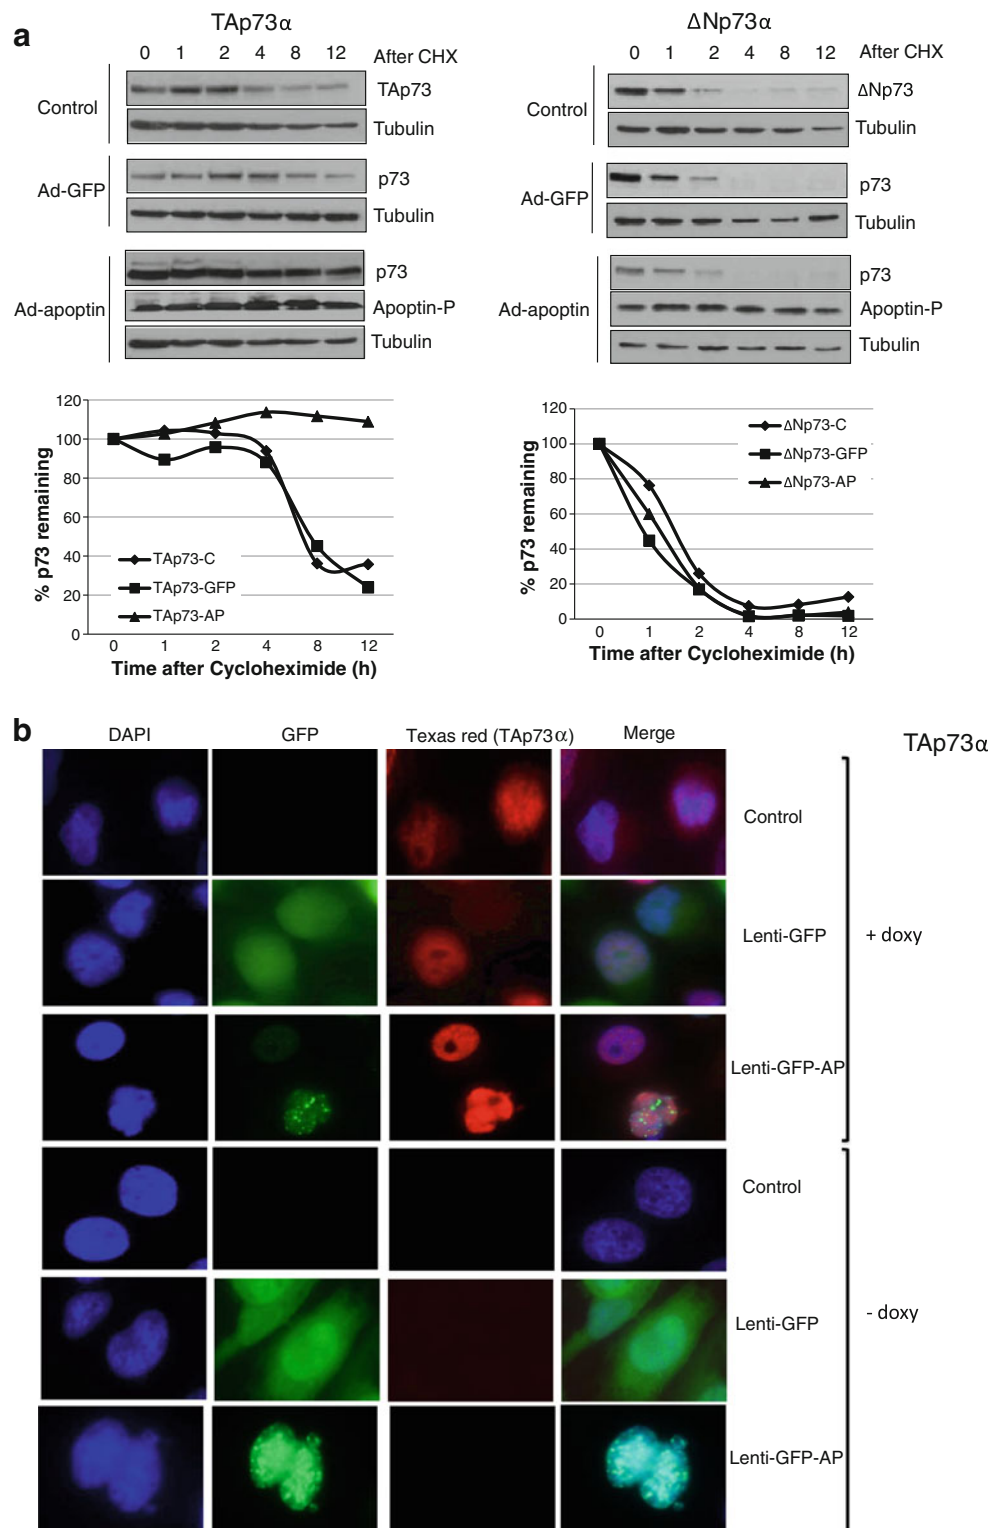 a
TAp73α
0 1 2 4 8 12 After CHX
Control
TAp73
Tubulin
Ad-GFP
p73
Tubulin
Ad-apoptin
p73
Apoptin-P
Tubulin
ΔNp73α
0 1 2 4 8 12 After CHX
Control
ΔNp73
Tubulin
Ad-GFP
p73
Tubulin
Ad-apoptin
p73
Apoptin-P
Tubulin
% p73 remaining
120
100
80
60
40
20
0
TAp73-C
TAp73-GFP
TAp73-AP
0 1 2 4 8 12
Time after Cycloheximide (h)
% p73 remaining
120
100
80
60
40
20
0
ΔNp73-C
ΔNp73-GFP
ΔNp73-AP
0 1 2 4 8 12
Time after Cycloheximide (h)
b
DAPI GFP Texas red (TAp73α) Merge
TAp73α
Control
Lenti-GFP
+ doxy
Lenti-GFP-AP
Control
Lenti-GFP
- doxy
Lenti-GFP-AP